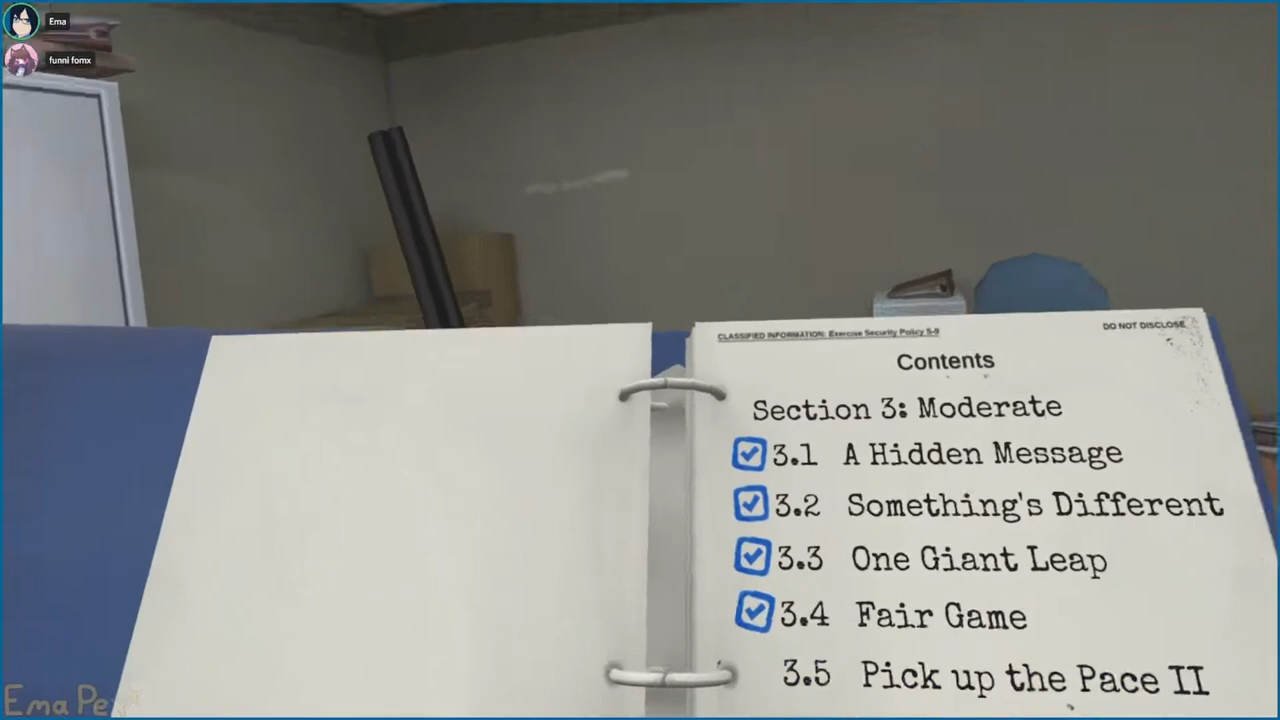 Ema
funni fomx
CLASSIFIED INFORMATION: Exercise Security Policy S-9
DO NOT DISCLOSE
Contents
Section 3: Moderate
3.1 A Hidden Message
3.2 Something's Different
3.3 One Giant Leap
3.4 Fair Game
3.5 Pick up the Pace II
Ema Pe